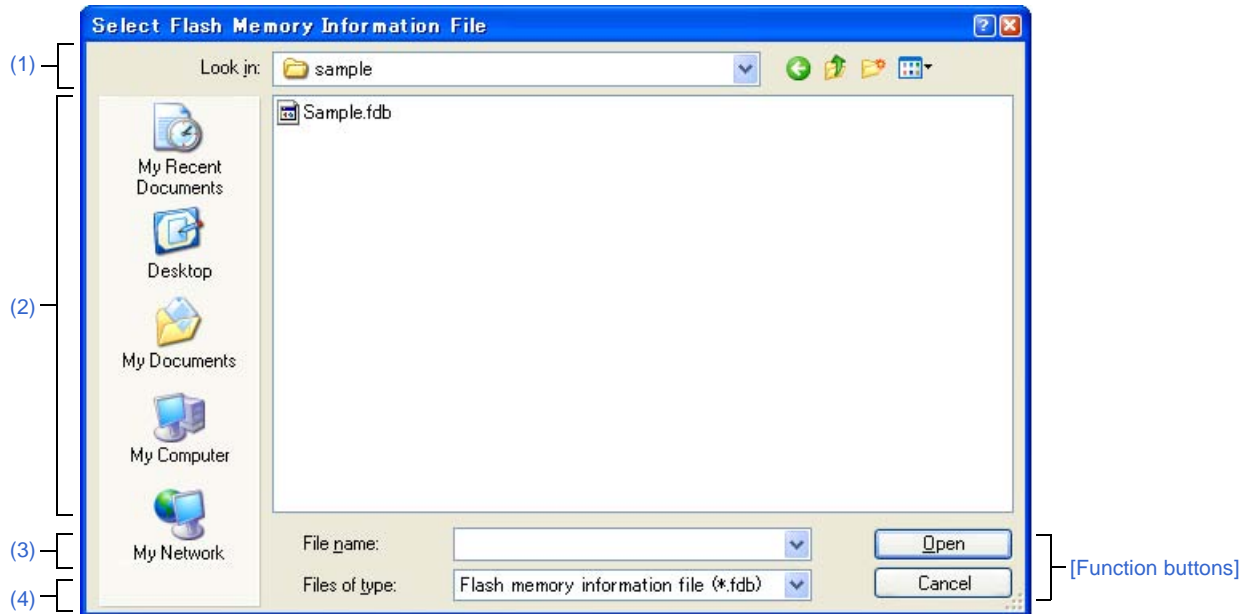 Select Flash Memory Information File
(1)
Look in:
sample
(2)
Sample.fdb
My Recent
Documents
Desktop
My Documents
My Computer
My Network
(3)
File name:
Open
[Function buttons]
(4)
Files of type:
Flash memory information file (*.fdb)
Cancel